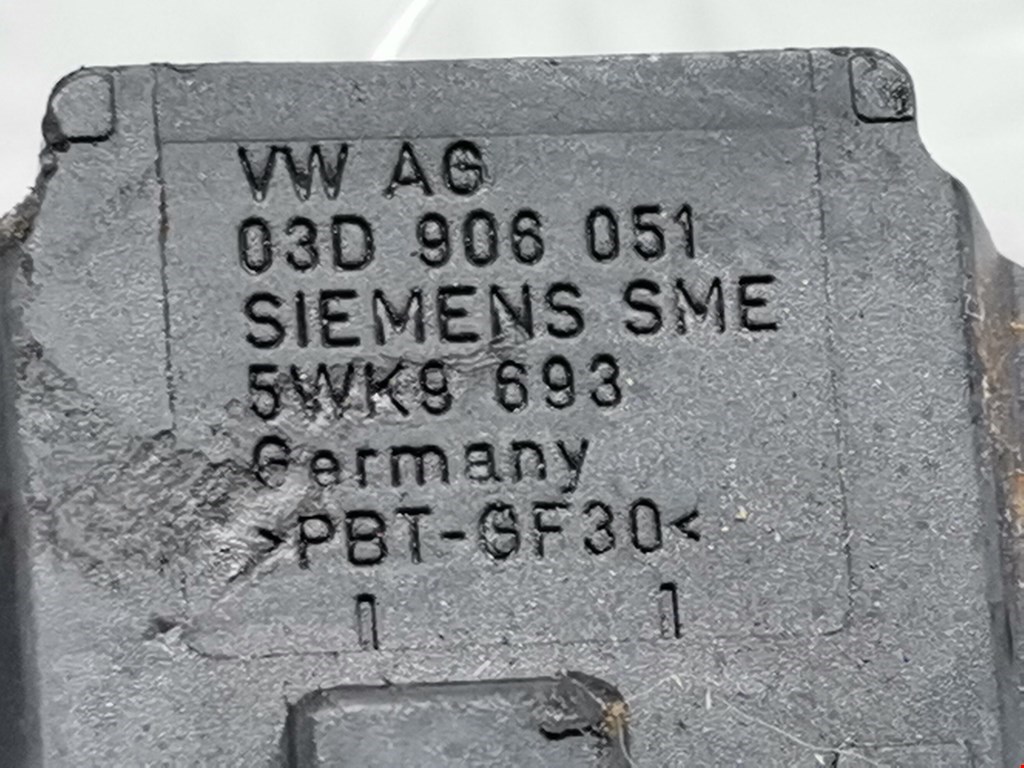 VW AG
03D 906 051
SIEMENS SME
5WK9 693
Germany
>PBT-GF30<